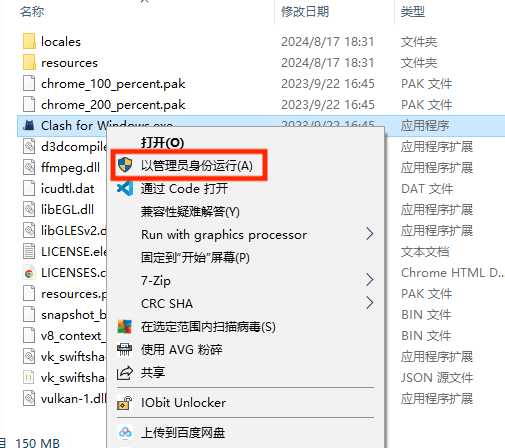 名称 修改日期 类型
locales 2024/8/17 18:31 文件夹
resources 2024/8/17 18:31 文件夹
chrome_100_percent.pak 2023/9/22 16:45 PAK 文件
chrome_200_percent.pak 2023/9/22 16:45 PAK 文件
Clash for Windows.exe 2023/9/22 16:45 应用程序
d3dcompile 应用程序扩展
ffmpeg.dll 应用程序扩展
icudtl.dat DAT 文件
libEGL.dll 应用程序扩展
libGLESv2.d 应用程序扩展
LICENSE.ele 文本文档
LICENSES.c Chrome HTML D...
resources.p PAK 文件
snapshot_b BIN 文件
v8_context_ BIN 文件
vk_swiftsha 应用程序扩展
vk_swiftsha JSON 源文件
vulkan-1.dl 应用程序扩展
打开(O)
以管理员身份运行(A)
通过 Code 打开
兼容性疑难解答(Y)
Run with graphics processor
固定到"开始"屏幕(P)
7-Zip
CRC SHA
在选定范围内扫描病毒(S)
使用 AVG 粉碎
共享
IObit Unlocker
上传到百度网盘
150 MB